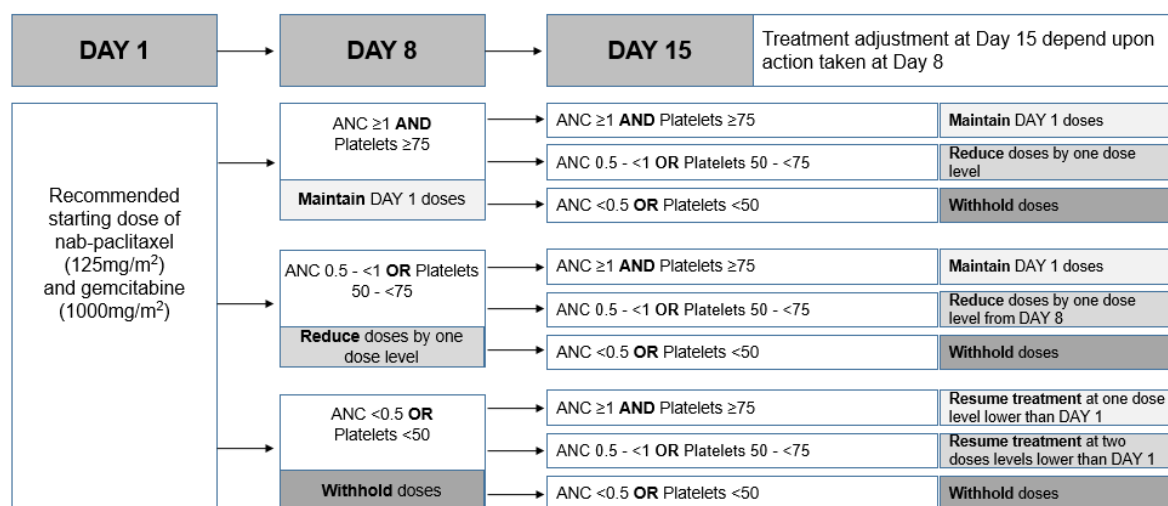 DAY 1
DAY 8
DAY 15
Treatment adjustment at Day 15 depend upon
action taken at Day 8
Recommended
starting dose of
nab-paclitaxel
(125mg/m²)
and gemcitabine
(1000mg/m²)
ANC ≥1 AND
Platelets ≥75
Maintain DAY 1 doses
ANC ≥1 AND Platelets ≥75
Maintain DAY 1 doses
ANC 0.5 - <1 OR Platelets 50 - <75
Reduce doses by one dose
level
ANC <0.5 OR Platelets <50
Withhold doses
ANC 0.5 - <1 OR Platelets
50 - <75
Reduce doses by one
dose level
ANC ≥1 AND Platelets ≥75
Maintain DAY 1 doses
ANC 0.5 - <1 OR Platelets 50 - <75
Reduce doses by one dose
level from DAY 8
ANC <0.5 OR Platelets <50
Withhold doses
ANC <0.5 OR
Platelets <50
Withhold doses
ANC ≥1 AND Platelets ≥75
Resume treatment at one dose
level lower than DAY 1
ANC 0.5 - <1 OR Platelets 50 - <75
Resume treatment at two
doses levels lower than DAY 1
ANC <0.5 OR Platelets <50
Withhold doses